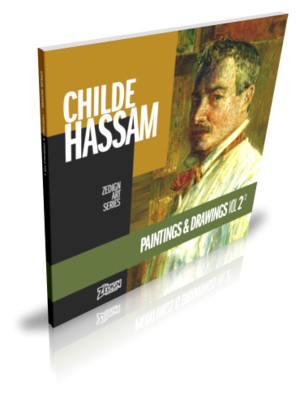 CHILDE
HASSAM
ZEDIGN
ART
SERIES
PAINTINGS & DRAWINGS VOL 2
ZEDIGN